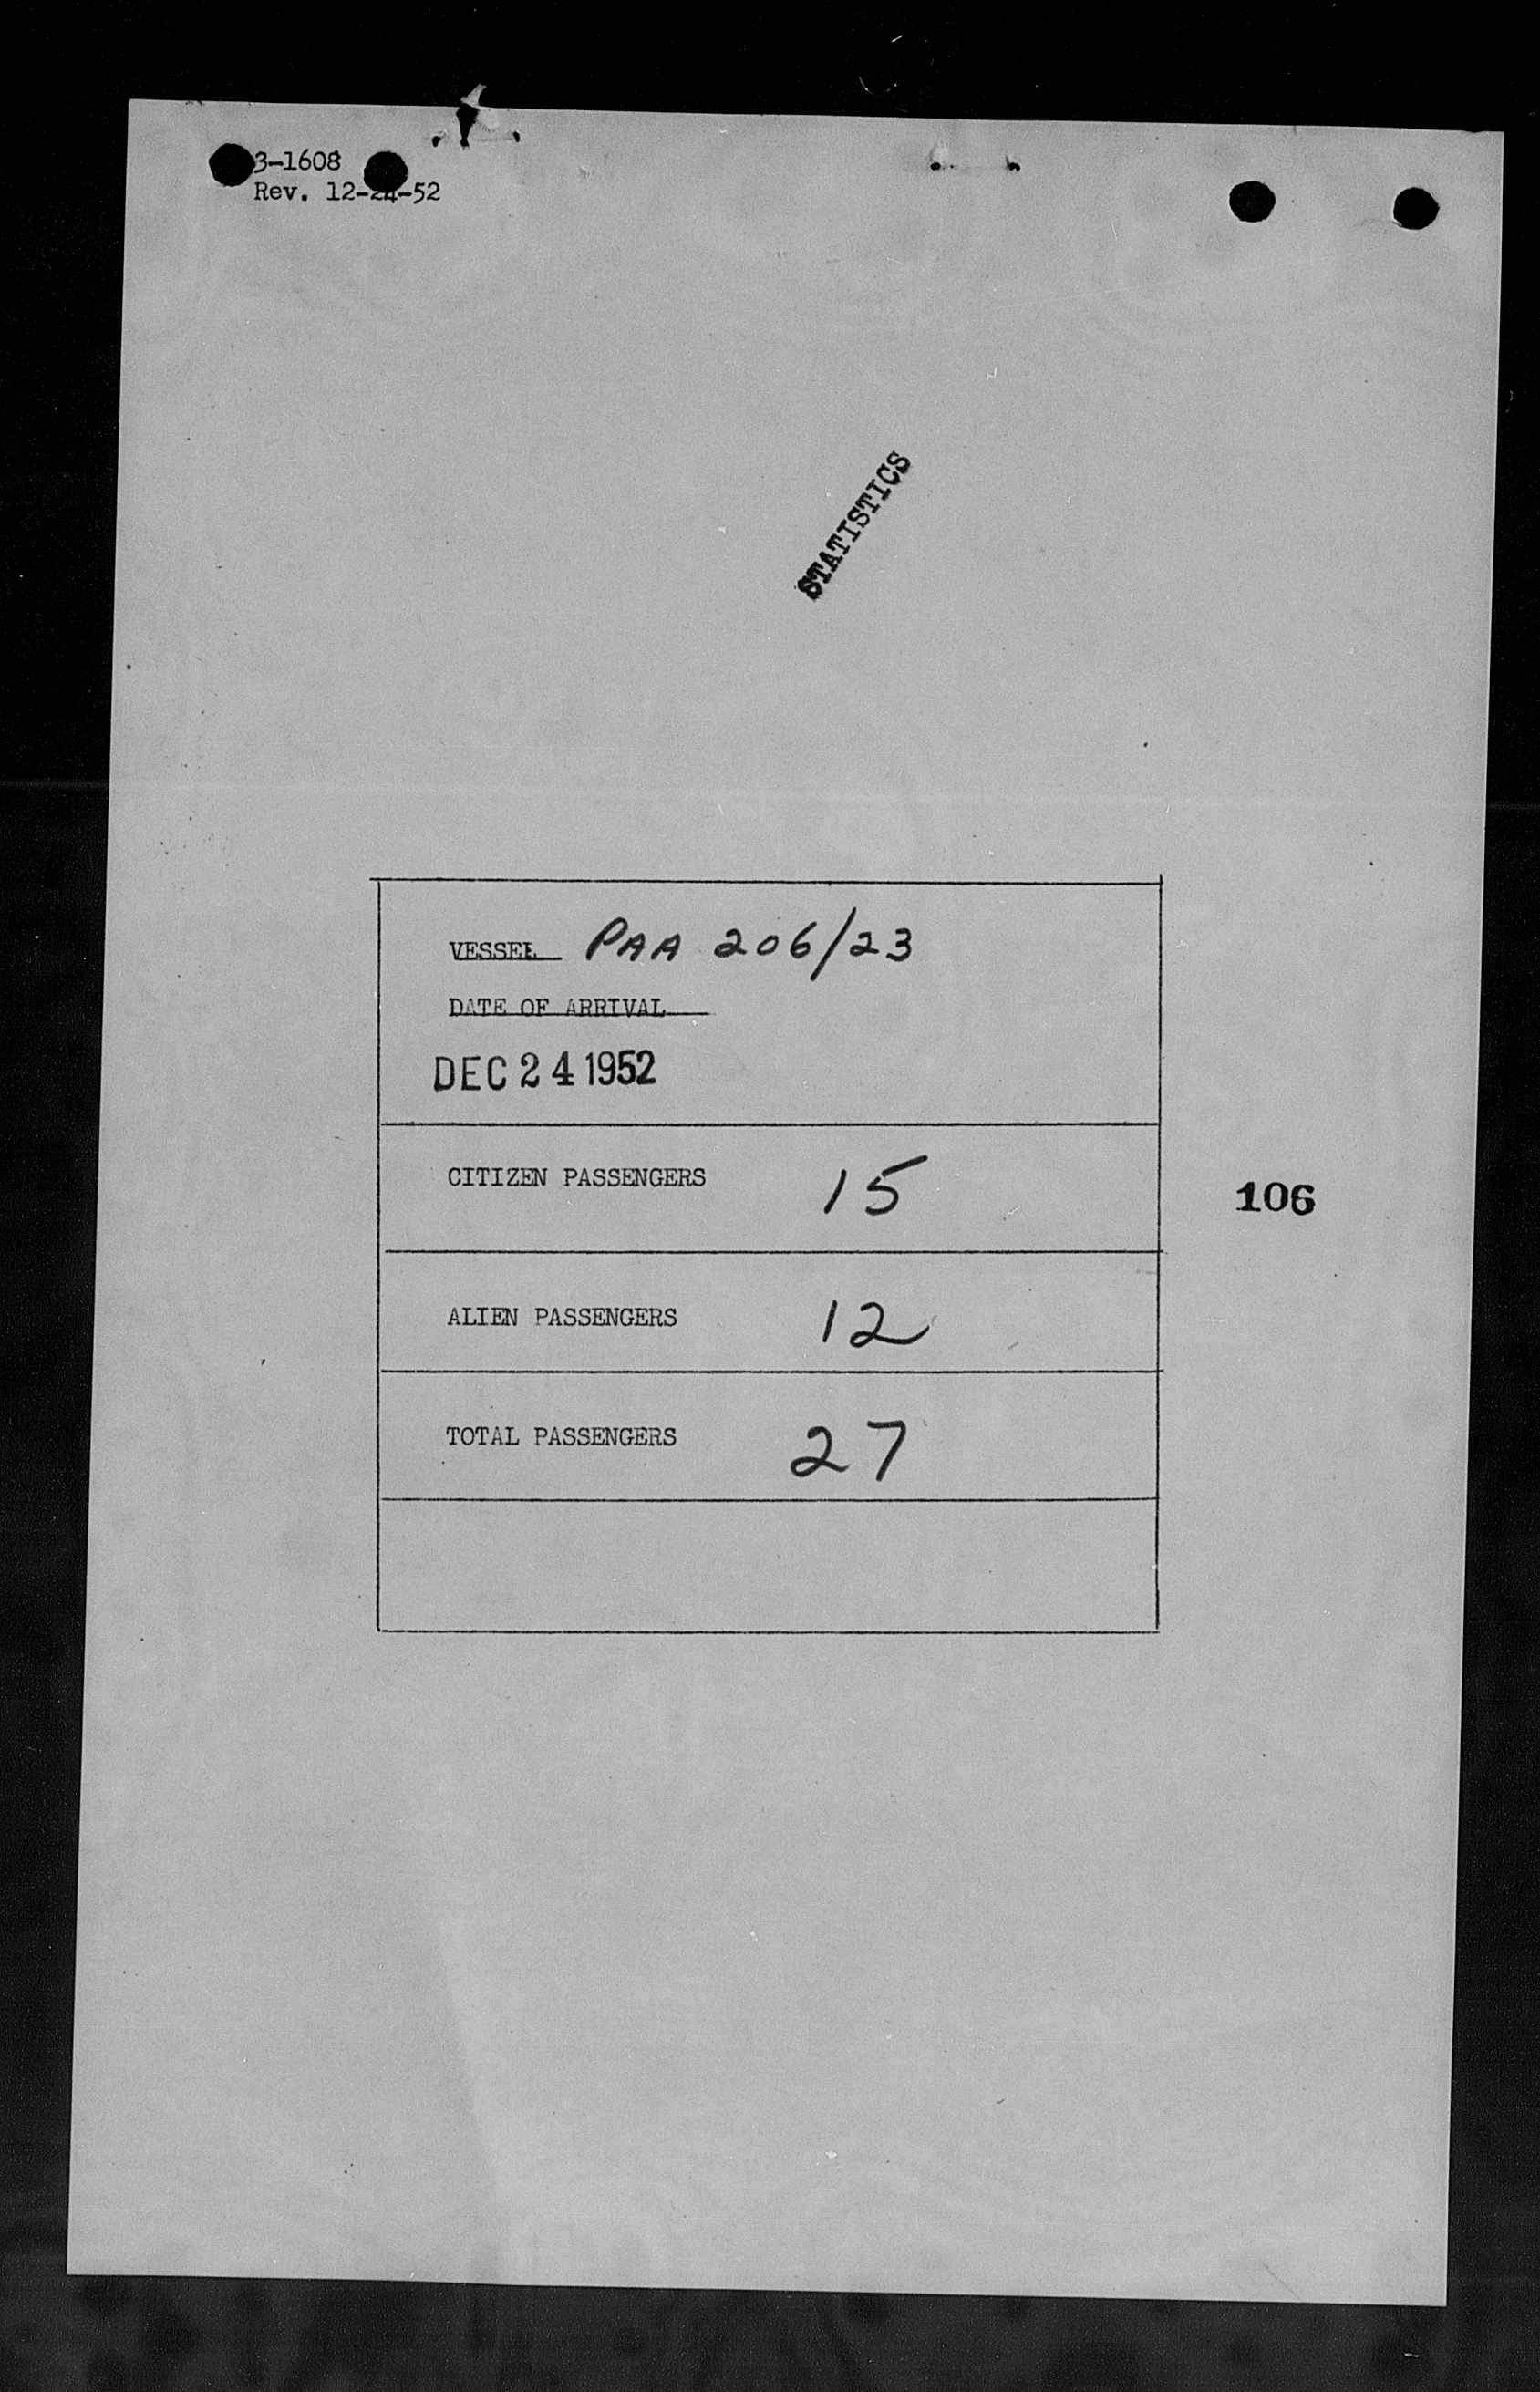 3-1608
Rev. 12-24-52
STATISTICS
VESSEL PAA 206/23
DATE OF ARRIVAL
DEC 24 1952
CITIZEN PASSENGERS 15
106
ALIEN PASSENGERS 12
TOTAL PASSENGERS 27